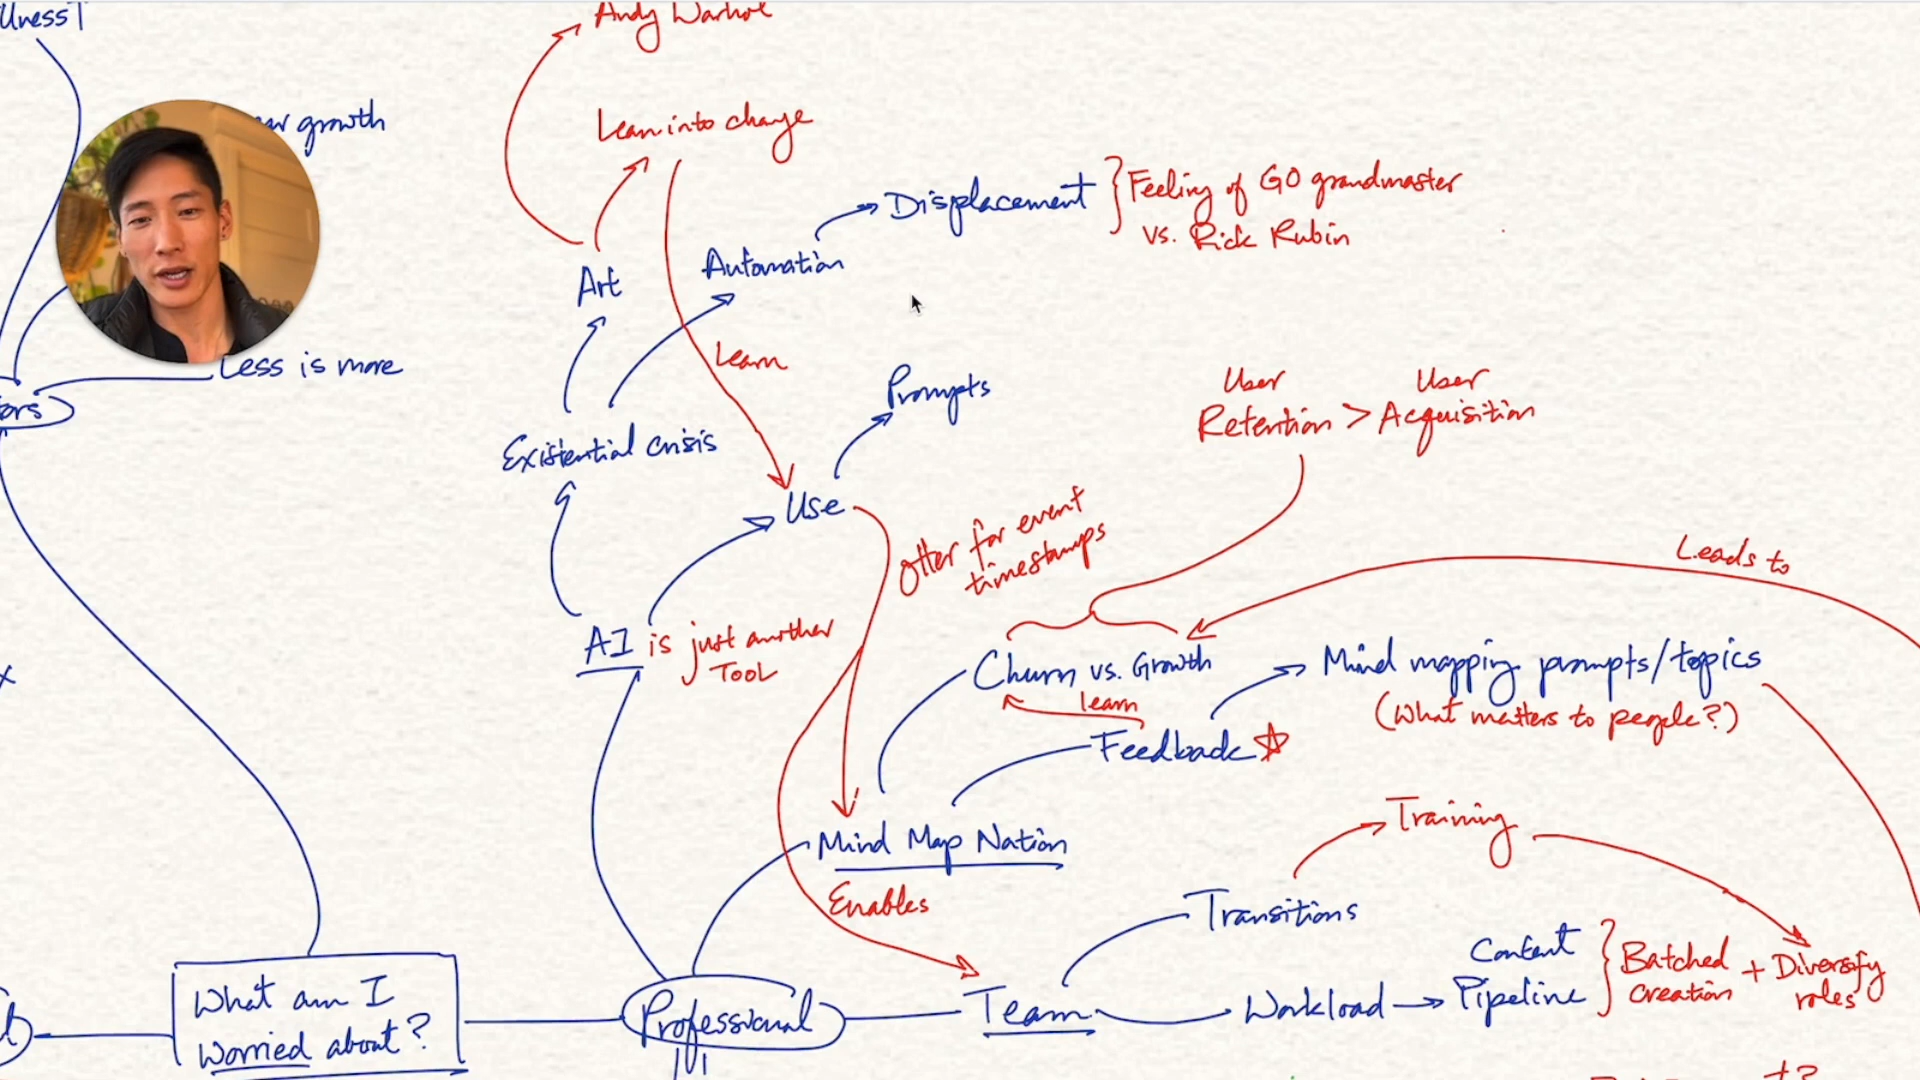 Andy Warhol
growth
Lean into change
Displacement
Feeling of GO grandmaster
vs. Rick Rubin
Automation
Art
Learn
Less is more
Prompts
User
Retention > User
Acquisition
Existential crisis
Use
Otter for event
timestamps
Leads to
AI is just another
TOOL
Churn vs. Growth
Mind mapping prompts/topics
(What matters to people?)
learn
Feedback
Mind Map Nation
Training
Enables
Transitions
Content
Pipeline
Batched
Creation
+ Diversify
roles
What am I
Worried about?
Professional
Team
Workload